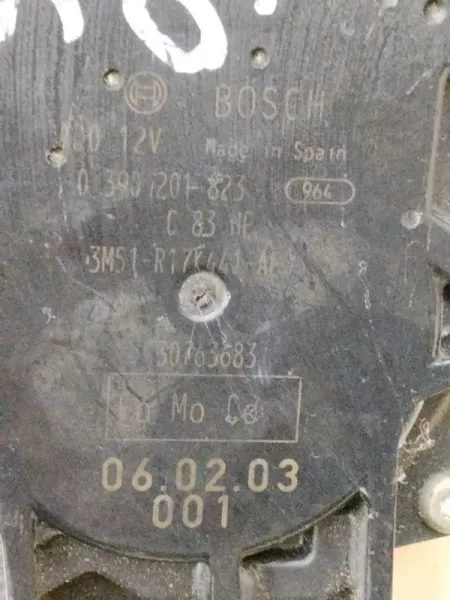 BOSCH
12V Made in Spain
0 390 201 823 964
C 83 HE
3M51-R17K441-AE
30763683
Lo Mo
06.02.03
001